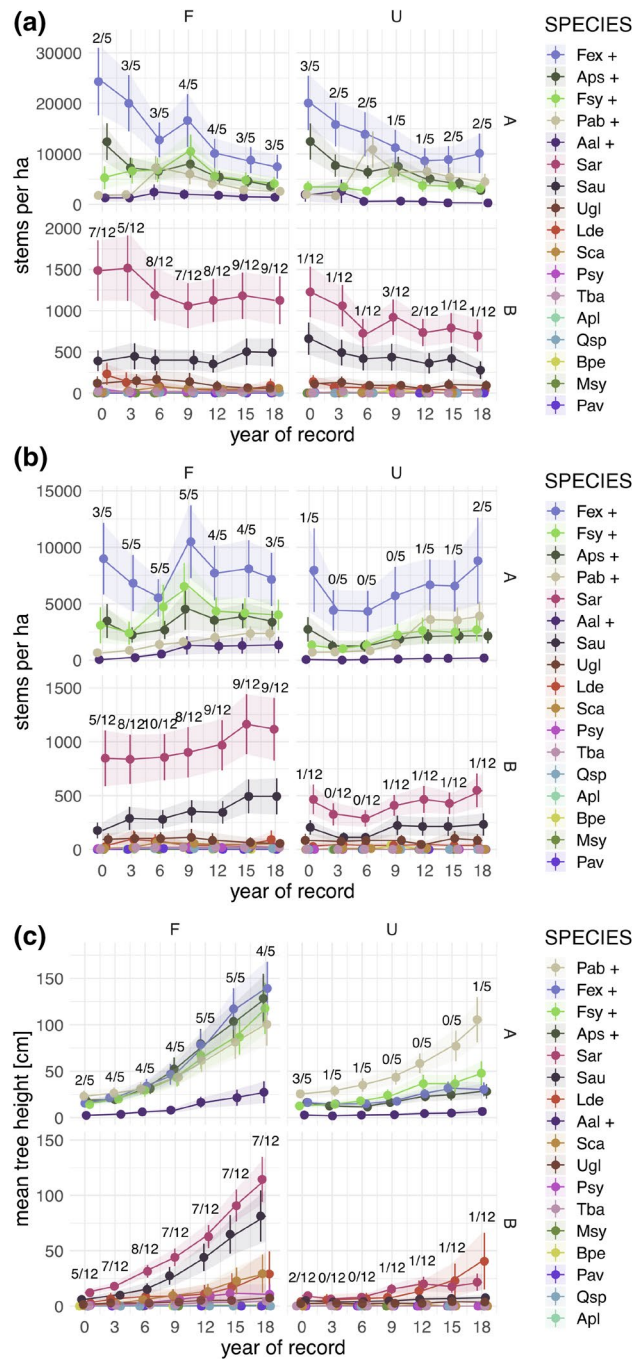 (a)
F U
SPECIES
stems per ha
30000
20000
10000
0
2/5 3/5 3/5 4/5 4/5 3/5 2/5
3/5 2/5 2/5 1/5 1/5 2/5 2/5
A
2000
1500
1000
500
0
7/12 5/12 8/12 7/12 8/12 9/12 9/12
1/12 1/12 1/12 3/12 2/12 1/12 1/12
B
0 3 6 9 12 15 18 0 3 6 9 12 15 18
year of record
Fex +
Aps +
Fsy +
Pab +
Aal +
Sar
Sau
Ugl
Lde
Sca
Psy
Tba
Apl
Qsp
Bpe
Msy
Pav
(b)
F U
SPECIES
stems per ha
15000
10000
5000
0
3/5 5/5 5/5 5/5 4/5 4/5 3/5
1/5 0/5 0/5 0/5 1/5 1/5 2/5
A
1500
1000
500
0
5/12 8/12 10/12 8/12 9/12 9/12 9/12
1/12 0/12 0/12 1/12 1/12 1/12 1/12
B
0 3 6 9 12 15 18 0 3 6 9 12 15 18
year of record
Fex +
Fsy +
Aps +
Pab +
Sar
Aal +
Sau
Ugl
Lde
Sca
Psy
Tba
Qsp
Apl
Bpe
Msy
Pav
(c)
F U
SPECIES
mean tree height [cm]
150
100
50
0
2/5 4/5 4/5 4/5 5/5 5/5 4/5
3/5 1/5 1/5 0/5 0/5 0/5 1/5
A
150
100
50
0
5/12 7/12 8/12 7/12 7/12 7/12 7/12
2/12 0/12 0/12 1/12 1/12 1/12 1/12
B
0 3 6 9 12 15 18 0 3 6 9 12 15 18
year of record
Pab +
Fex +
Fsy +
Aps +
Sar
Sau
Lde
Aal +
Sca
Ugl
Psy
Tba
Msy
Bpe
Pav
Qsp
Apl